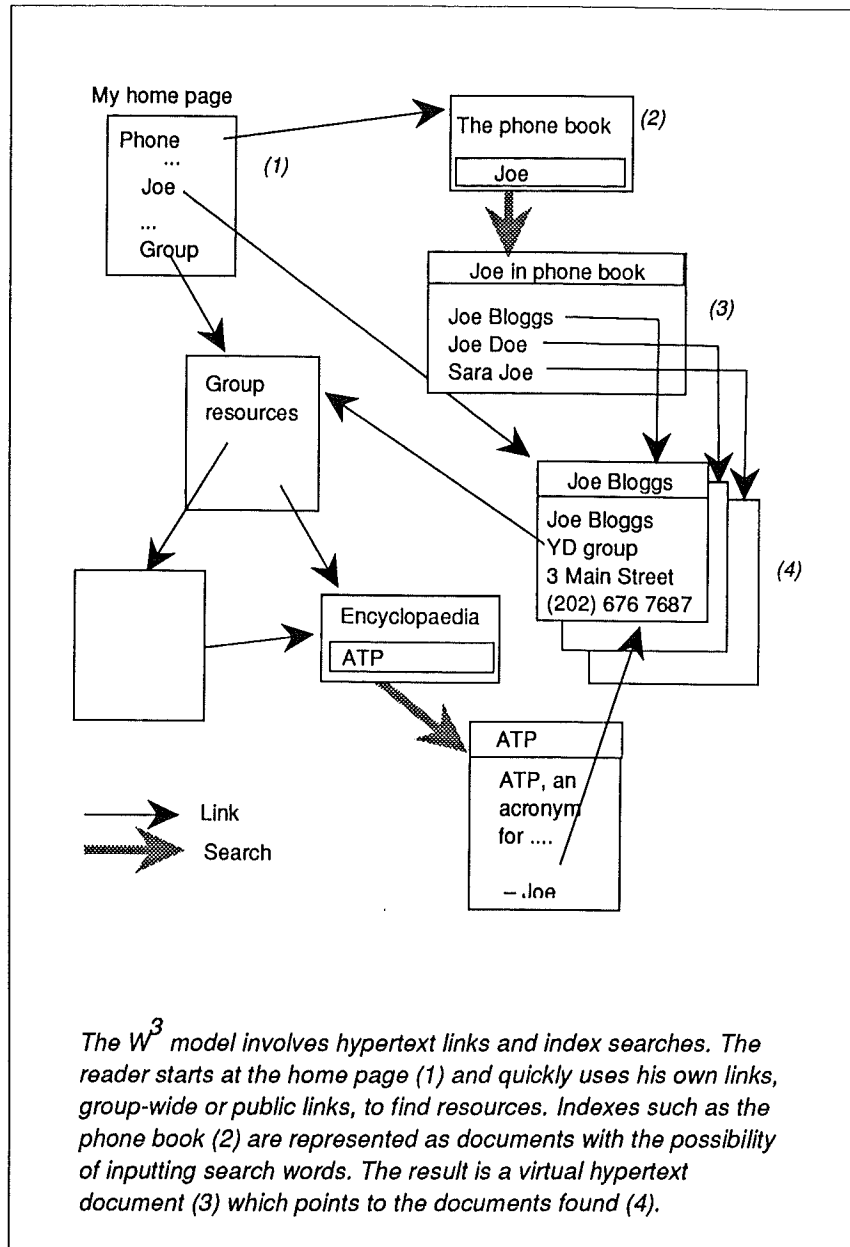 My home page
Phone
...
Joe
...
Group
(1)
The phone book
Joe
(2)
Joe in phone book
Joe Bloggs
Joe Doe
Sara Joe
(3)
Group
resources
Joe Bloggs
Joe Bloggs
YD group
3 Main Street
(202) 676 7687
(4)
Encyclopaedia
ATP
ATP
ATP, an
acronym
for ....
– Joe
Link
Search
The W³ model involves hypertext links and index searches. The
reader starts at the home page (1) and quickly uses his own links,
group-wide or public links, to find resources. Indexes such as the
phone book (2) are represented as documents with the possibility
of inputting search words. The result is a virtual hypertext
document (3) which points to the documents found (4).